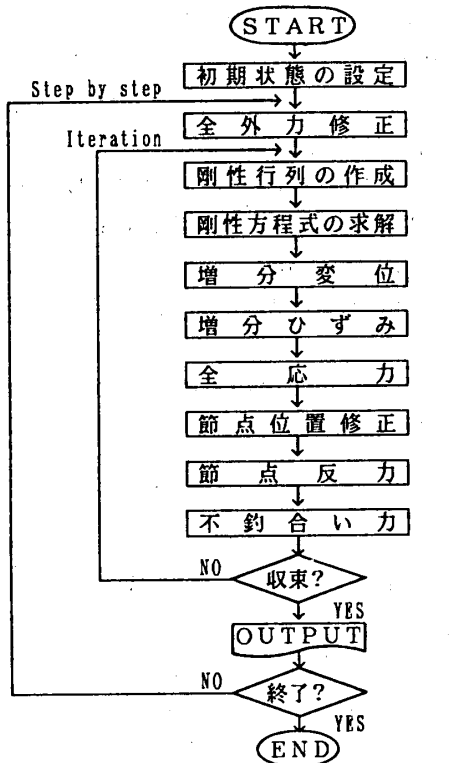 START
初期状態の設定
Step by step
全外力修正
Iteration
剛性行列の作成
剛性方程式の求解
増分変位
増分ひずみ
全応力
節点位置修正
節点反力
不釣合い力
NO
収束?
YES
OUTPUT
NO
終了?
YES
END